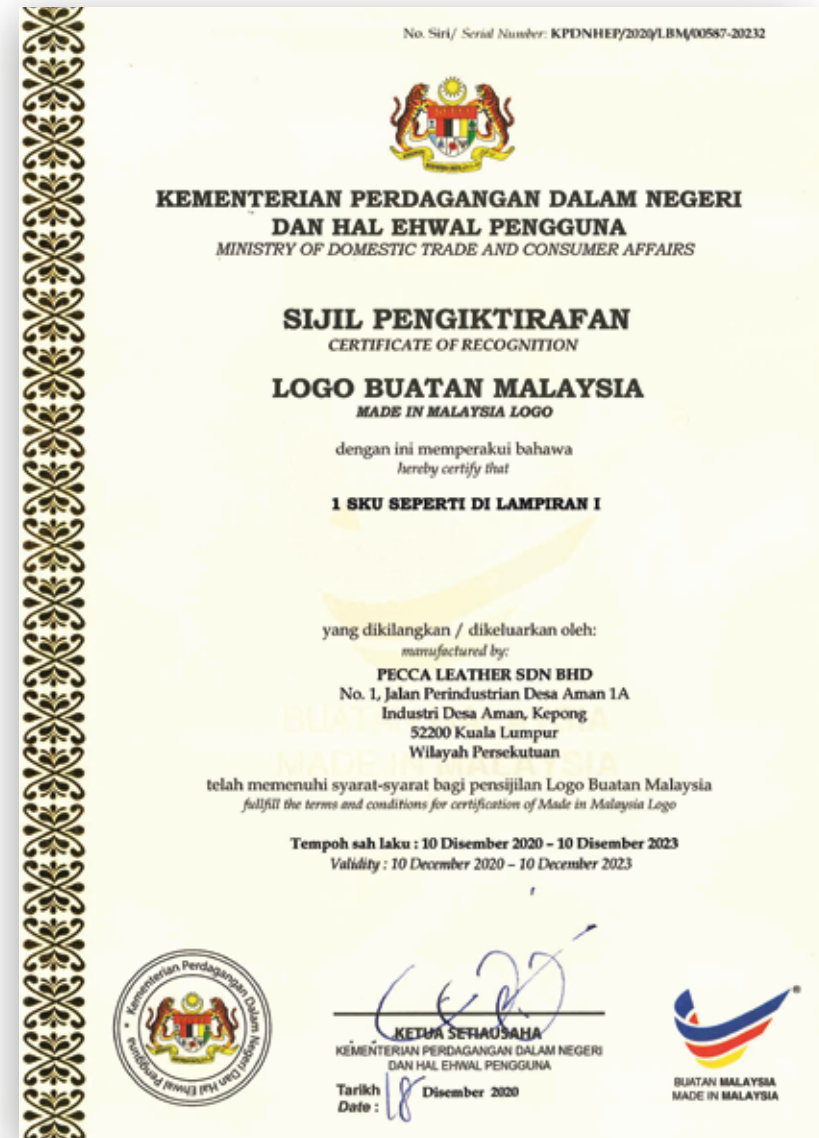 No. Siri/ Serial Number: KPDNHEP/2020/LBM/00587-20232
KEMENTERIAN PERDAGANGAN DALAM NEGERI
DAN HAL EHWAL PENGGUNA
MINISTRY OF DOMESTIC TRADE AND CONSUMER AFFAIRS
SIJIL PENGIKTIRAFAN
CERTIFICATE OF RECOGNITION
LOGO BUATAN MALAYSIA
MADE IN MALAYSIA LOGO
dengan ini memperakui bahawa
hereby certify that
1 SKU SEPERTI DI LAMPIRAN I
yang dikilangkan / dikeluarkan oleh:
manufactured by:
PECCA LEATHER SDN BHD
No. 1, Jalan Perindustrian Desa Aman 1A
Industri Desa Aman, Kepong
52200 Kuala Lumpur
Wilayah Persekutuan
BUATAN MALAYSIA
MADE IN MALAYSIA
telah memenuhi syarat-syarat bagi pensijilan Logo Buatan Malaysia
fullfill the terms and conditions for certification of Made in Malaysia Logo
Tempoh sah laku : 10 Disember 2020 – 10 Disember 2023
Validity : 10 December 2020 – 10 December 2023
Kementerian Perdagangan Dalam Negeri Dan Hal Ehwal Pengguna
KETUA SETIAUSAHA
KEMENTERIAN PERDAGANGAN DALAM NEGERI
DAN HAL EHWAL PENGGUNA
Tarikh
Date : 18 Disember 2020
®
BUATAN MALAYSIA
MADE IN MALAYSIA